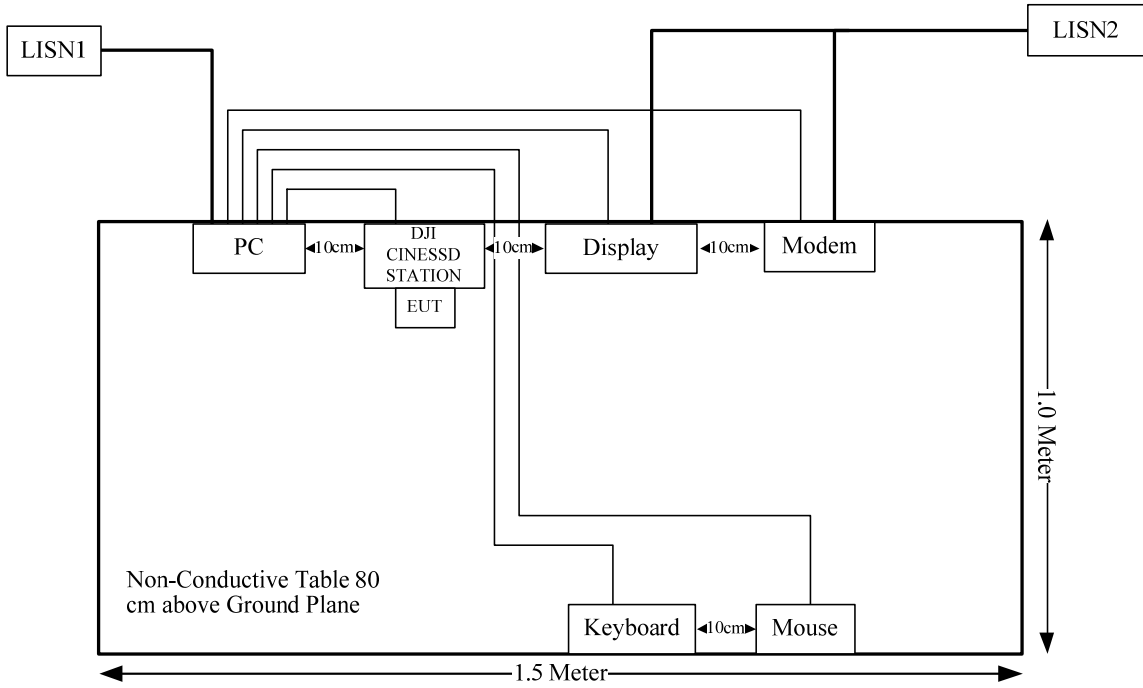 LISN1
LISN2
PC
10cm
DJI
CINESSD
STATION
10cm
Display
10cm
Modem
EUT
1.0 Meter
Non-Conductive Table 80
cm above Ground Plane
Keyboard
10cm
Mouse
1.5 Meter